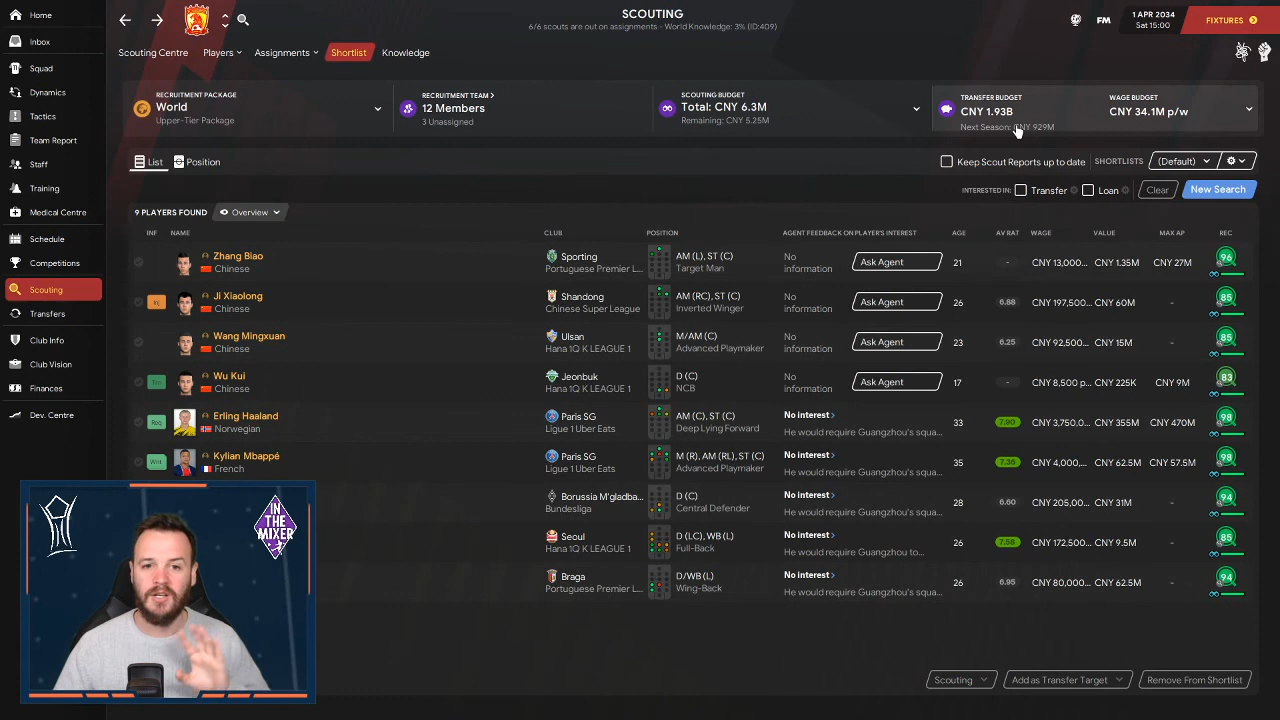 Home
Inbox
Squad
Dynamics
Tactics
Team Report
Staff
Training
Medical Centre
Schedule
Competitions
Scouting
Transfers
Club Info
Club Vision
Finances
Dev. Centre
SCOUTING
6/6 scouts are out on assignments - World Knowledge: 3% (ID:409)
FM
1 APR 2034
Sat 15:00
FIXTURES
Scouting Centre Players Assignments Shortlist Knowledge
RECRUITMENT PACKAGE
World
Upper-Tier Package
RECRUITMENT TEAM
12 Members
3 Unassigned
SCOUTING BUDGET
Total: CNY 6.3M
Remaining: CNY 5.25M
TRANSFER BUDGET
CNY 1.93B
Next Season: CNY 929M
WAGE BUDGET
CNY 34.1M p/w
List Position
Keep Scout Reports up to date SHORTLISTS (Default)
INTERESTED IN: Transfer Loan Clear New Search
9 PLAYERS FOUND Overview
INF NAME CLUB POSITION AGENT FEEDBACK ON PLAYER'S INTEREST AGE AV RAT WAGE VALUE MAX AP REC
Zhang Biao
Chinese
Sporting
Portuguese Premier L...
AM (L), ST (C)
Target Man
No
information
Ask Agent
21 - CNY 13,000... CNY 1.35M CNY 27M 96
Inj
Ji Xiaolong
Chinese
Shandong
Chinese Super League
AM (RC), ST (C)
Inverted Winger
No
information
Ask Agent
26 6.88 CNY 197,500... CNY 60M - 85
Wang Mingxuan
Chinese
Ulsan
Hana 1Q K LEAGUE 1
M/AM (C)
Advanced Playmaker
No
information
Ask Agent
23 6.25 CNY 92,500... CNY 15M - 85
Wu Kui
Chinese
Jeonbuk
Hana 1Q K LEAGUE 1
D (C)
NCB
No
information
Ask Agent
17 - CNY 8,500 p... CNY 225K CNY 9M 83
Erling Haaland
Norwegian
Paris SG
Ligue 1 Uber Eats
AM (C), ST (C)
Deep Lying Forward
No interest
He would require Guangzhou's squa...
33 7.90 CNY 3,750,0... CNY 355M CNY 470M 98
Wnt
Kylian Mbappé
French
Paris SG
Ligue 1 Uber Eats
M (R), AM (RL), ST (C)
Advanced Playmaker
No interest
He would require Guangzhou's squa...
35 7.36 CNY 4,000,... CNY 62.5M CNY 57.5M 98
Borussia M'gladba...
Bundesliga
D (C)
Central Defender
No interest
He would require Guangzhou's squa...
28 6.60 CNY 205,00... CNY 31M - 94
Seoul
Hana 1Q K LEAGUE 1
D (LC), WB (L)
Full-Back
No interest
He would require Guangzhou to...
26 7.58 CNY 172,500... CNY 9.5M - 85
Braga
Portuguese Premier L...
D/WB (L)
Wing-Back
No interest
He would require Guangzhou's squa...
26 6.95 CNY 80,000... CNY 62.5M - 94
IN
THE
MIXER
Scouting Add as Transfer Target Remove From Shortlist